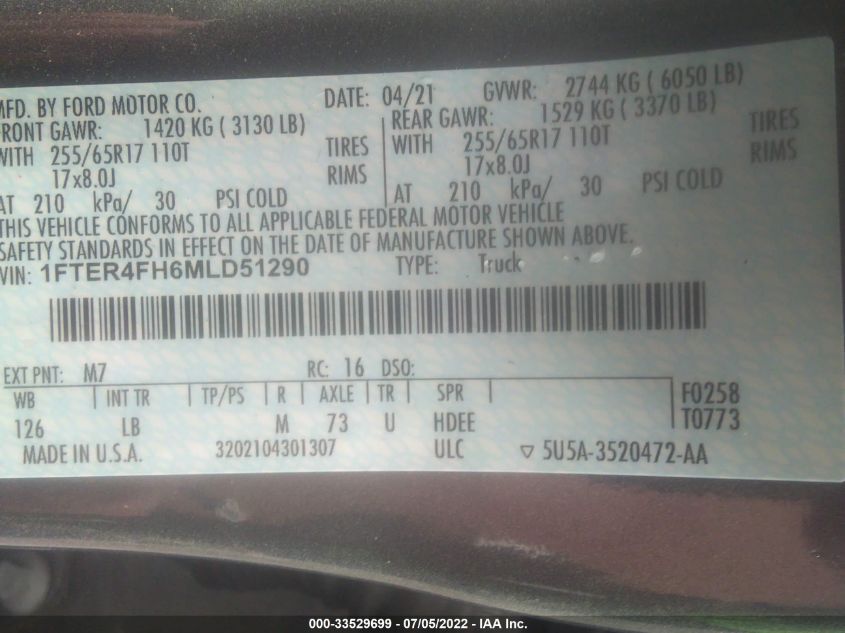 MFD. BY FORD MOTOR CO. DATE: 04/21 GVWR: 2744 KG ( 6050 LB)
FRONT GAWR: 1420 KG ( 3130 LB) REAR GAWR: 1529 KG ( 3370 LB)
WITH 255/65R17 110T TIRES WITH 255/65R17 110T TIRES
17x8.0J RIMS 17x8.0J RIMS
AT 210 kPa/ 30 PSI COLD AT 210 kPa/ 30 PSI COLD
THIS VEHICLE CONFORMS TO ALL APPLICABLE FEDERAL MOTOR VEHICLE
SAFETY STANDARDS IN EFFECT ON THE DATE OF MANUFACTURE SHOWN ABOVE.
VIN: 1FTER4FH6MLD51290 TYPE: Truck
EXT PNT: M7 RC: 16 DSO:
WB INT TR TP/PS R AXLE TR SPR F0258
126 LB M 73 U HDEE T0773
MADE IN U.S.A. 3202104301307 ULC ▽ 5U5A-3520472-AA
000-33529699 - 07/05/2022 - IAA Inc.